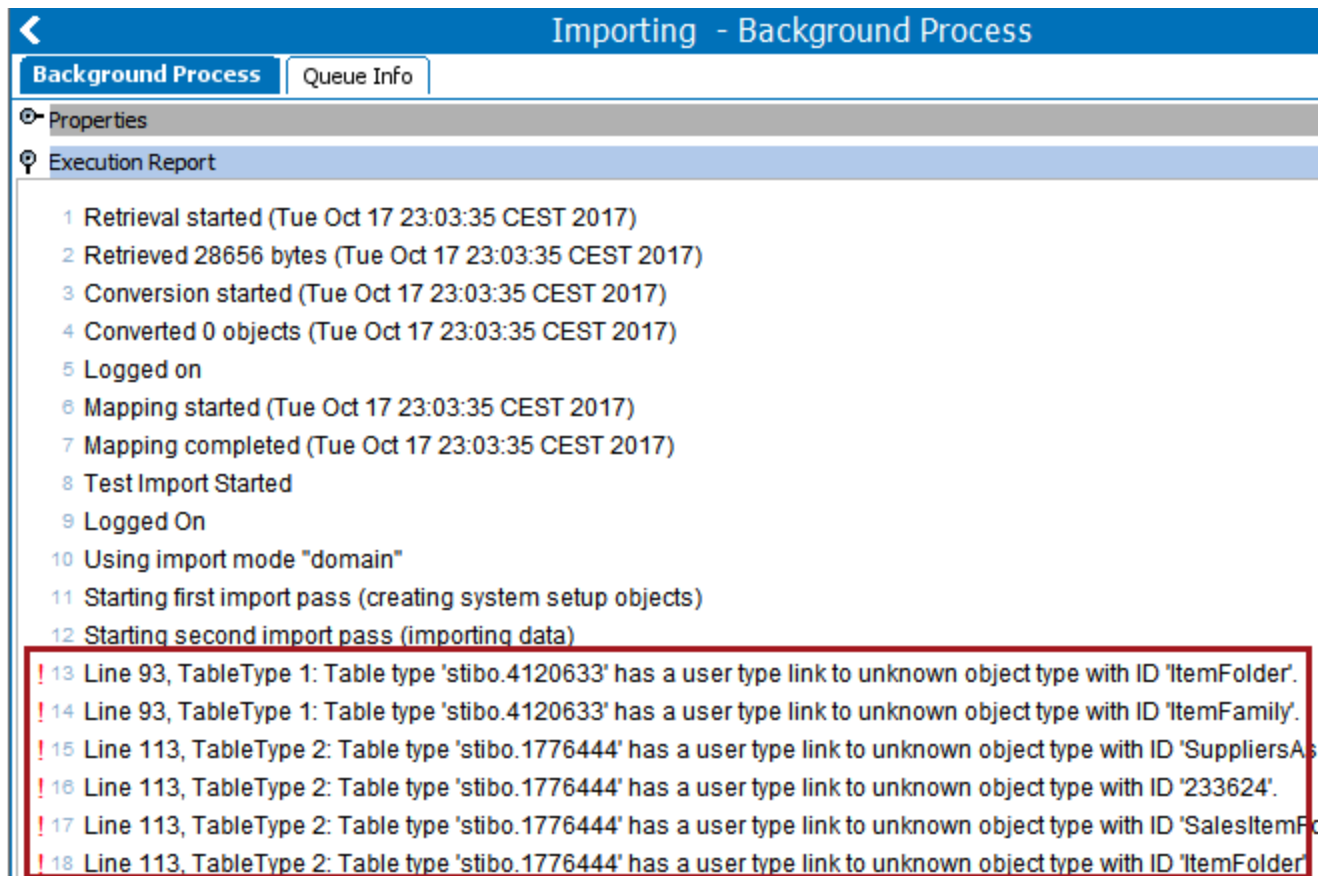 Importing - Background Process
Background Process
Queue Info
Properties
Execution Report
1 Retrieval started (Tue Oct 17 23:03:35 CEST 2017)
2 Retrieved 28656 bytes (Tue Oct 17 23:03:35 CEST 2017)
3 Conversion started (Tue Oct 17 23:03:35 CEST 2017)
4 Converted 0 objects (Tue Oct 17 23:03:35 CEST 2017)
5 Logged on
6 Mapping started (Tue Oct 17 23:03:35 CEST 2017)
7 Mapping completed (Tue Oct 17 23:03:35 CEST 2017)
8 Test Import Started
9 Logged On
10 Using import mode "domain"
11 Starting first import pass (creating system setup objects)
12 Starting second import pass (importing data)
! 13 Line 93, TableType 1: Table type 'stibo.4120633' has a user type link to unknown object type with ID 'ItemFolder'.
! 14 Line 93, TableType 1: Table type 'stibo.4120633' has a user type link to unknown object type with ID 'ItemFamily'.
! 15 Line 113, TableType 2: Table type 'stibo.1776444' has a user type link to unknown object type with ID 'SuppliersAs
! 16 Line 113, TableType 2: Table type 'stibo.1776444' has a user type link to unknown object type with ID '233624'.
! 17 Line 113, TableType 2: Table type 'stibo.1776444' has a user type link to unknown object type with ID 'SalesItemFo
! 18 Line 113, TableType 2: Table type 'stibo.1776444' has a user type link to unknown object type with ID 'ItemFolder'